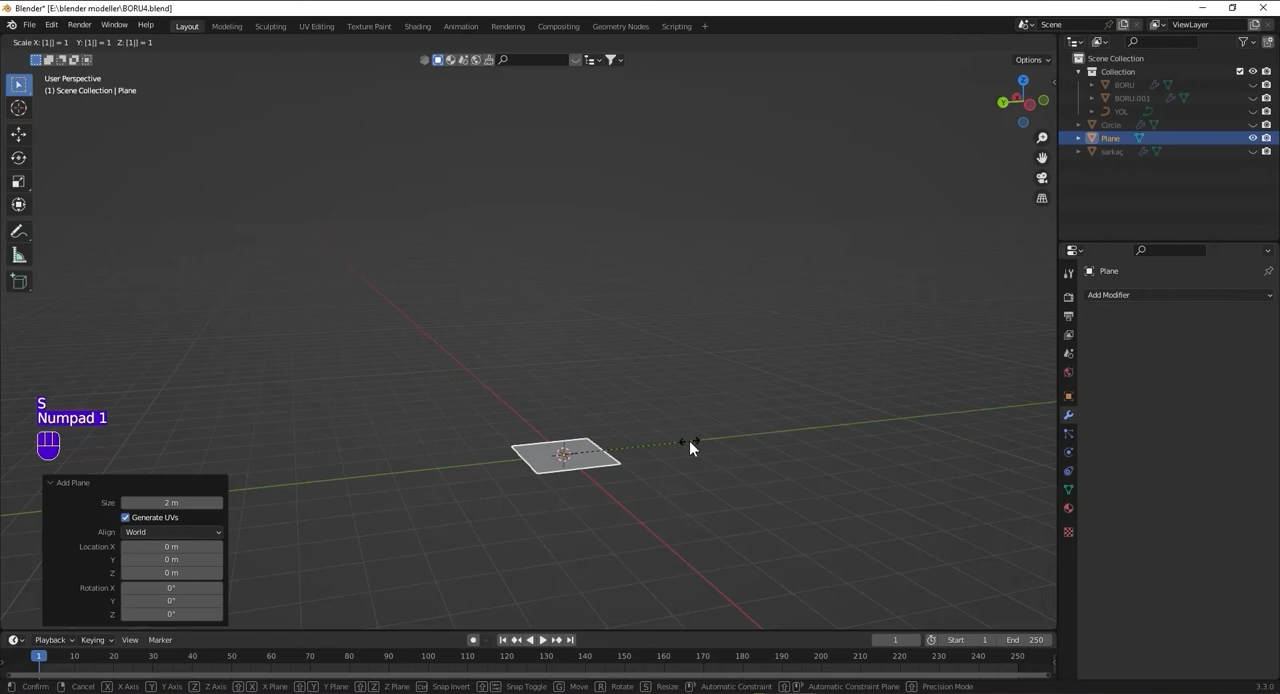 Blender* [E:\blender modeller\BORU4.blend]
File Edit Render Window Help Layout Modeling Sculpting UV Editing Texture Paint Shading Animation Rendering Compositing Geometry Nodes Scripting + Scene ViewLayer
Scale X: [1|] = 1 Y: [1|] = 1 Z: [1|] = 1
Options
User Perspective
(1) Scene Collection | Plane
Scene Collection
Collection
BORU
BORU.001
YOL
Circle
Plane
sarkaç
Z
Y
Plane
Add Modifier
S
Numpad 1
Add Plane
Size 2 m
Generate UVs
Align World
Location X 0 m
Y 0 m
Z 0 m
Rotation X 0°
Y 0°
Z 0°
Playback Keying View Marker 1 Start 1 End 250
1 10 20 30 40 50 60 70 80 90 100 110 120 130 140 150 160 170 180 190 200 210 220 230 240 250
Confirm Cancel X X Axis Y Y Axis Z Z Axis X X Plane Y Y Plane Z Z Plane Snap Invert Snap Toggle G Move R Rotate S Resize Automatic Constraint Automatic Constraint Plane Precision Mode 3.3.0